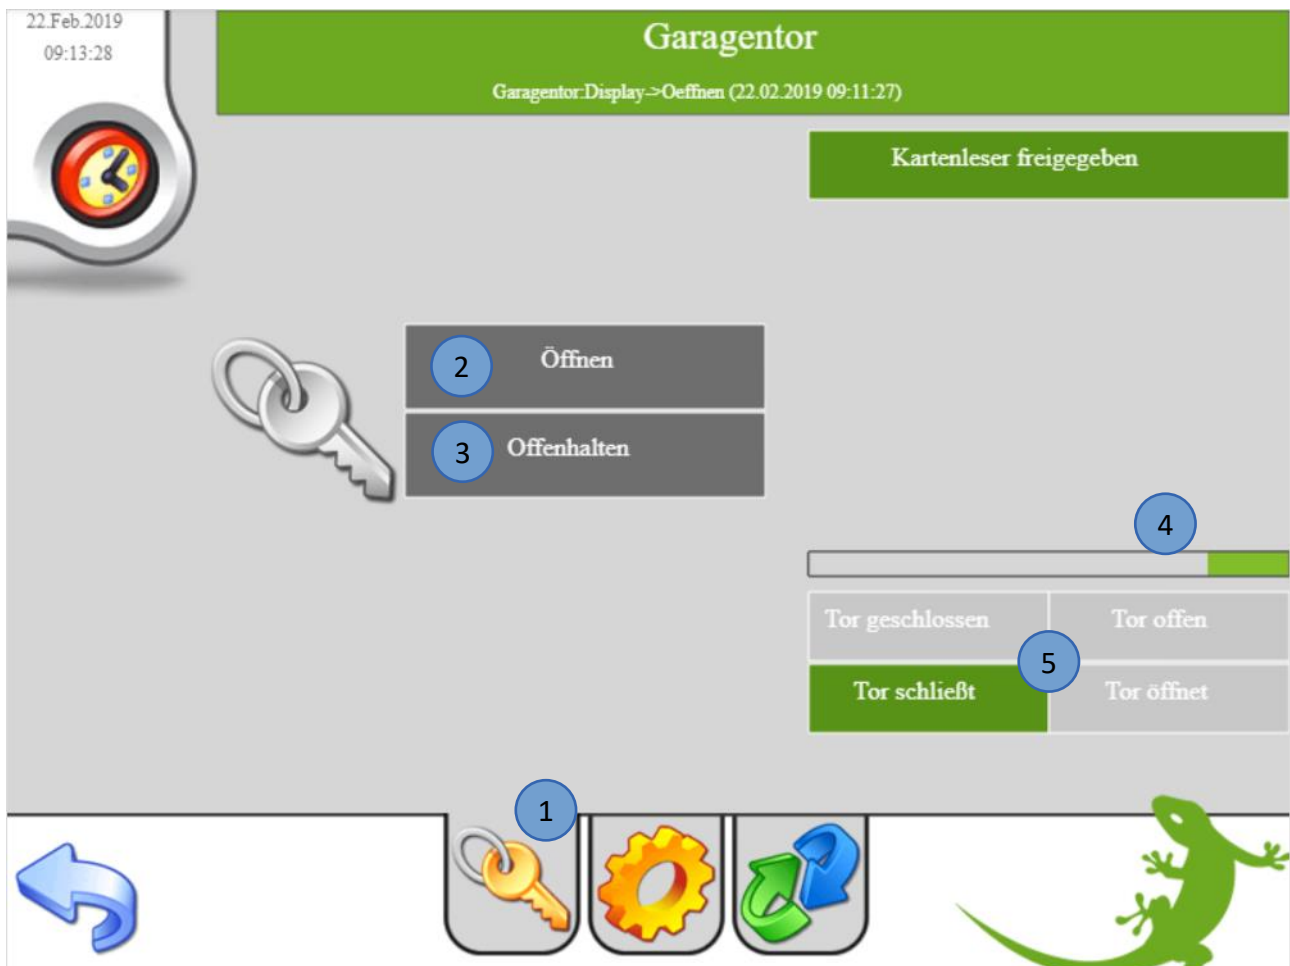 22.Feb.2019
09:13:28
Garagentor
Garagentor:Display->Oeffnen (22.02.2019 09:11:27)
Kartenleser freigegeben
2
Öffnen
3
Offenhalten
4
Tor geschlossen
Tor offen
5
Tor schließt
Tor öffnet
1